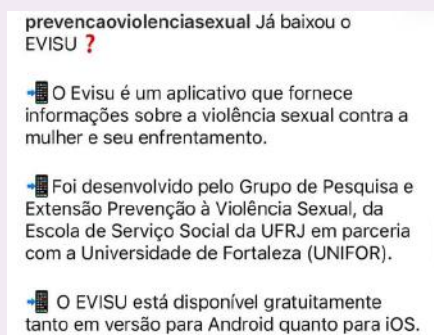 prevencaoviolenciasexual Já baixou o
EVISU ❓
📲O Evisu é um aplicativo que fornece
informações sobre a violência sexual contra a
mulher e seu enfrentamento.
📲Foi desenvolvido pelo Grupo de Pesquisa e
Extensão Prevenção à Violência Sexual, da
Escola de Serviço Social da UFRJ em parceria
com a Universidade de Fortaleza (UNIFOR).
📲 O EVISU está disponível gratuitamente
tanto em versão para Android quanto para iOS.